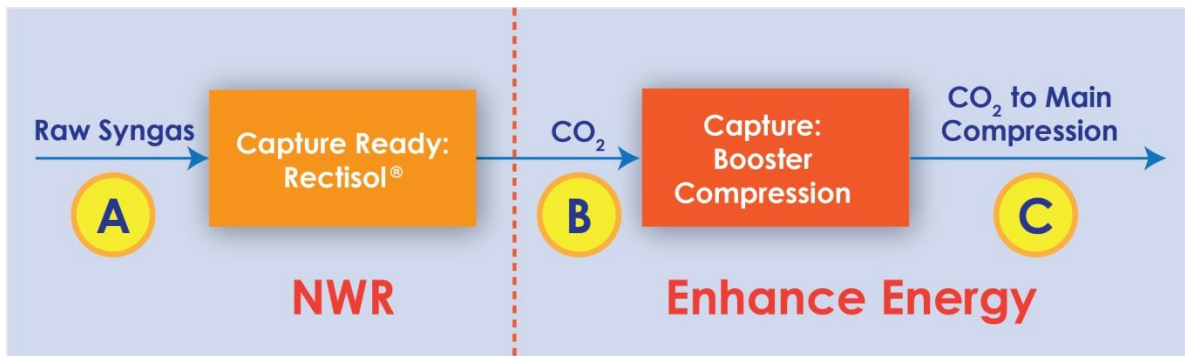 Raw Syngas
A
Capture Ready:
Rectisol®
CO₂
B
Capture:
Booster
Compression
CO₂ to Main
Compression
C
NWR
Enhance Energy